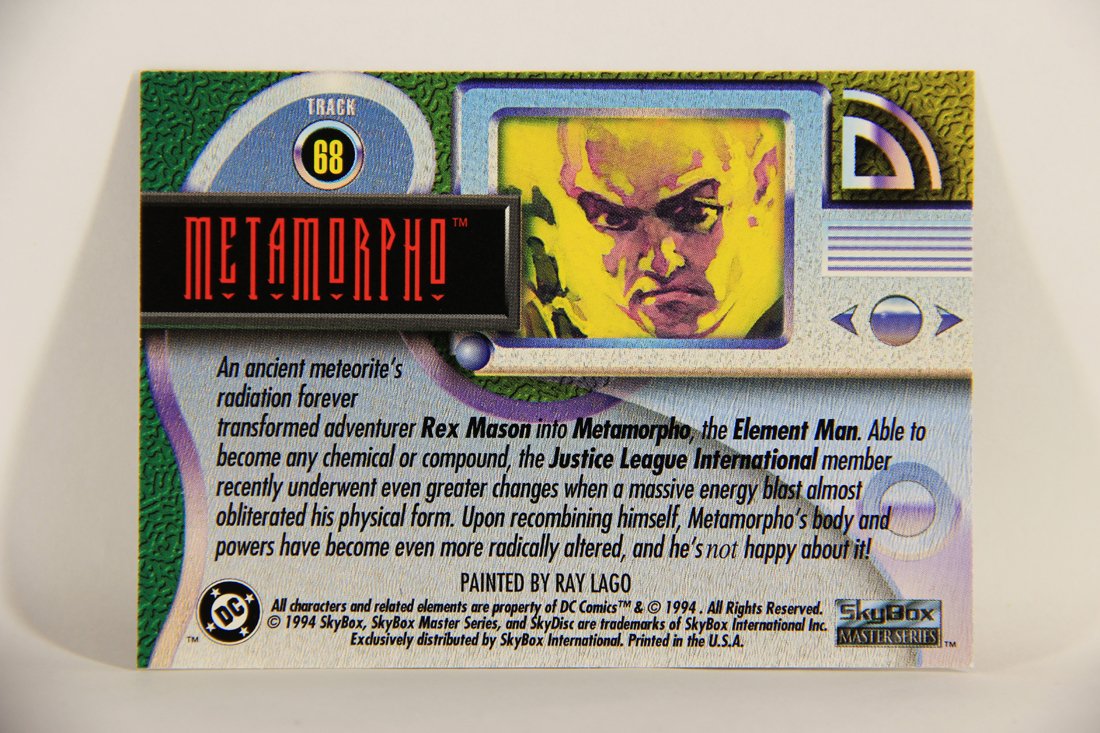 TRACK
68
METAMORPHO™
An ancient meteorite's
radiation forever
transformed adventurer Rex Mason into Metamorpho, the Element Man. Able to
become any chemical or compound, the Justice League International member
recently underwent even greater changes when a massive energy blast almost
obliterated his physical form. Upon recombining himself, Metamorpho's body and
powers have become even more radically altered, and he's not happy about it!
PAINTED BY RAY LAGO
All characters and related elements are property of DC Comics™ & © 1994 . All Rights Reserved.
© 1994 SkyBox, SkyBox Master Series, and SkyDisc are trademarks of SkyBox International Inc.
Exclusively distributed by SkyBox International. Printed in the U.S.A.
DC
™
SkyBox
MASTER SERIES
™